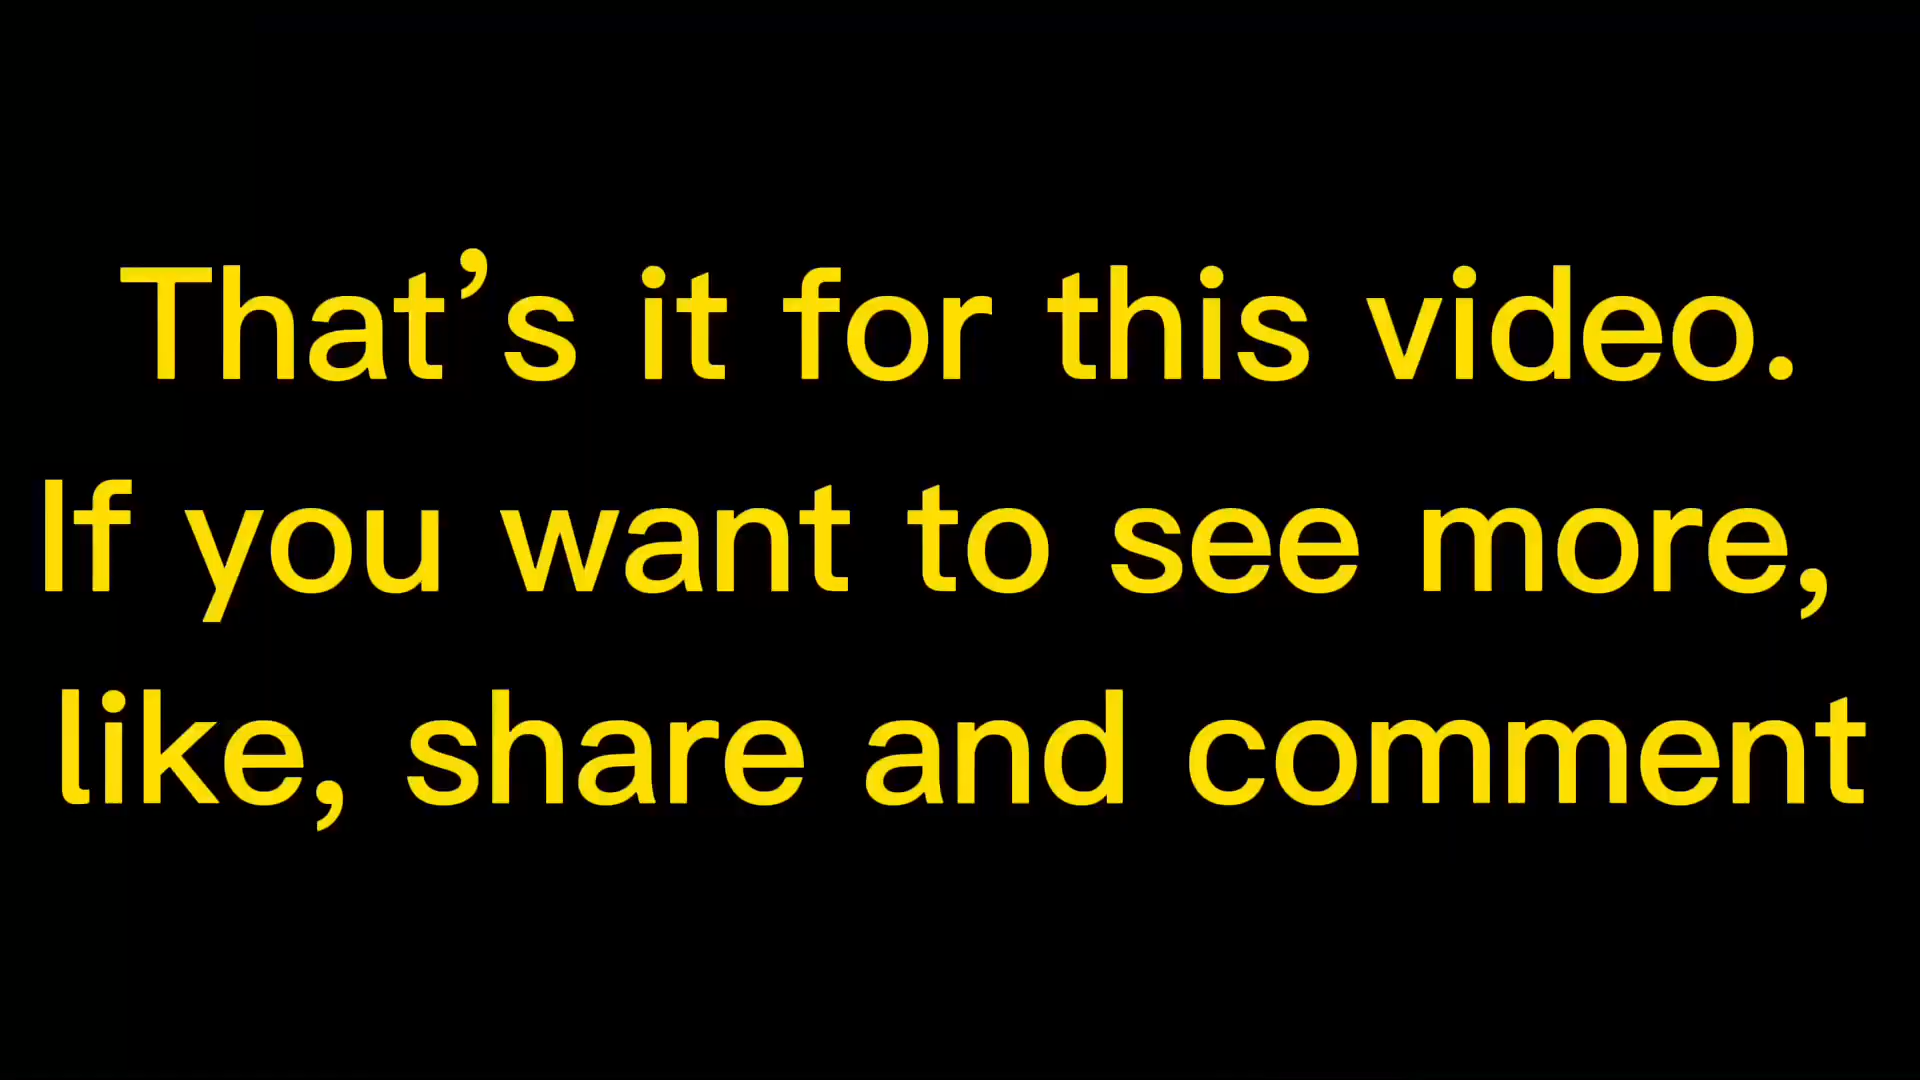 That’s it for this video.
If you want to see more,
like, share and comment